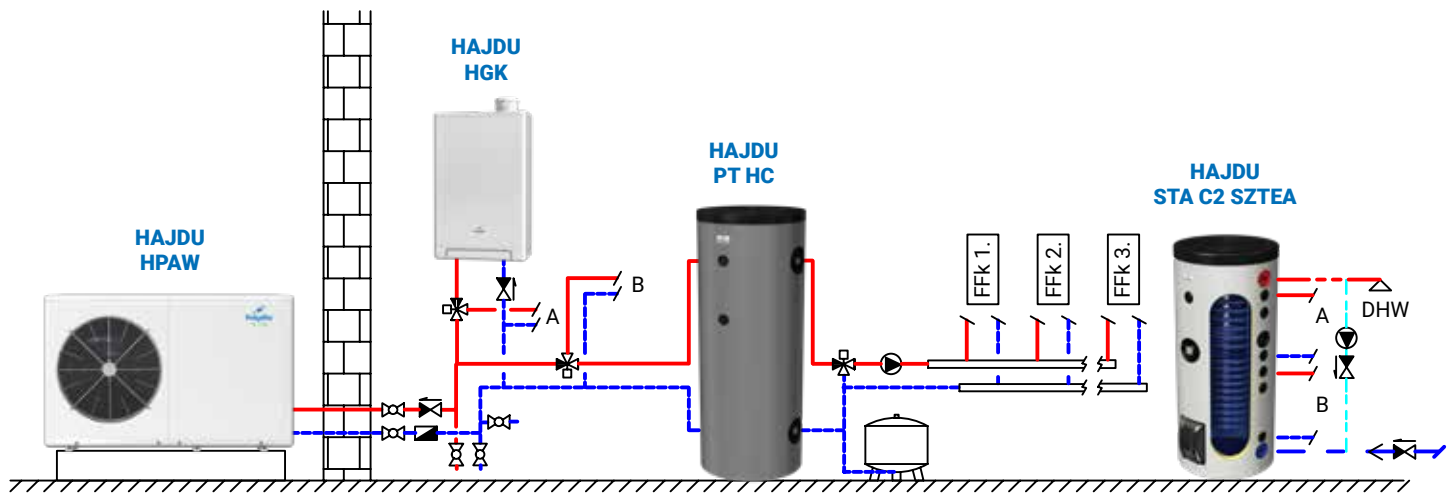 HAJDU
HPAW
HAJDU
HGK
A
B
HAJDU
PT HC
FFk 1.
FFk 2.
FFk 3.
HAJDU
STA C2 SZTEA
A
B
DHW